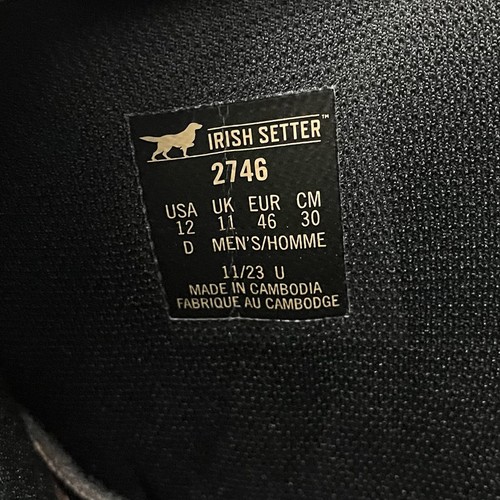 IRISH SETTER™
2746
USA UK EUR CM
12 11 46 30
D MEN'S/HOMME
11/23 U
MADE IN CAMBODIA
FABRIQUE AU CAMBODGE